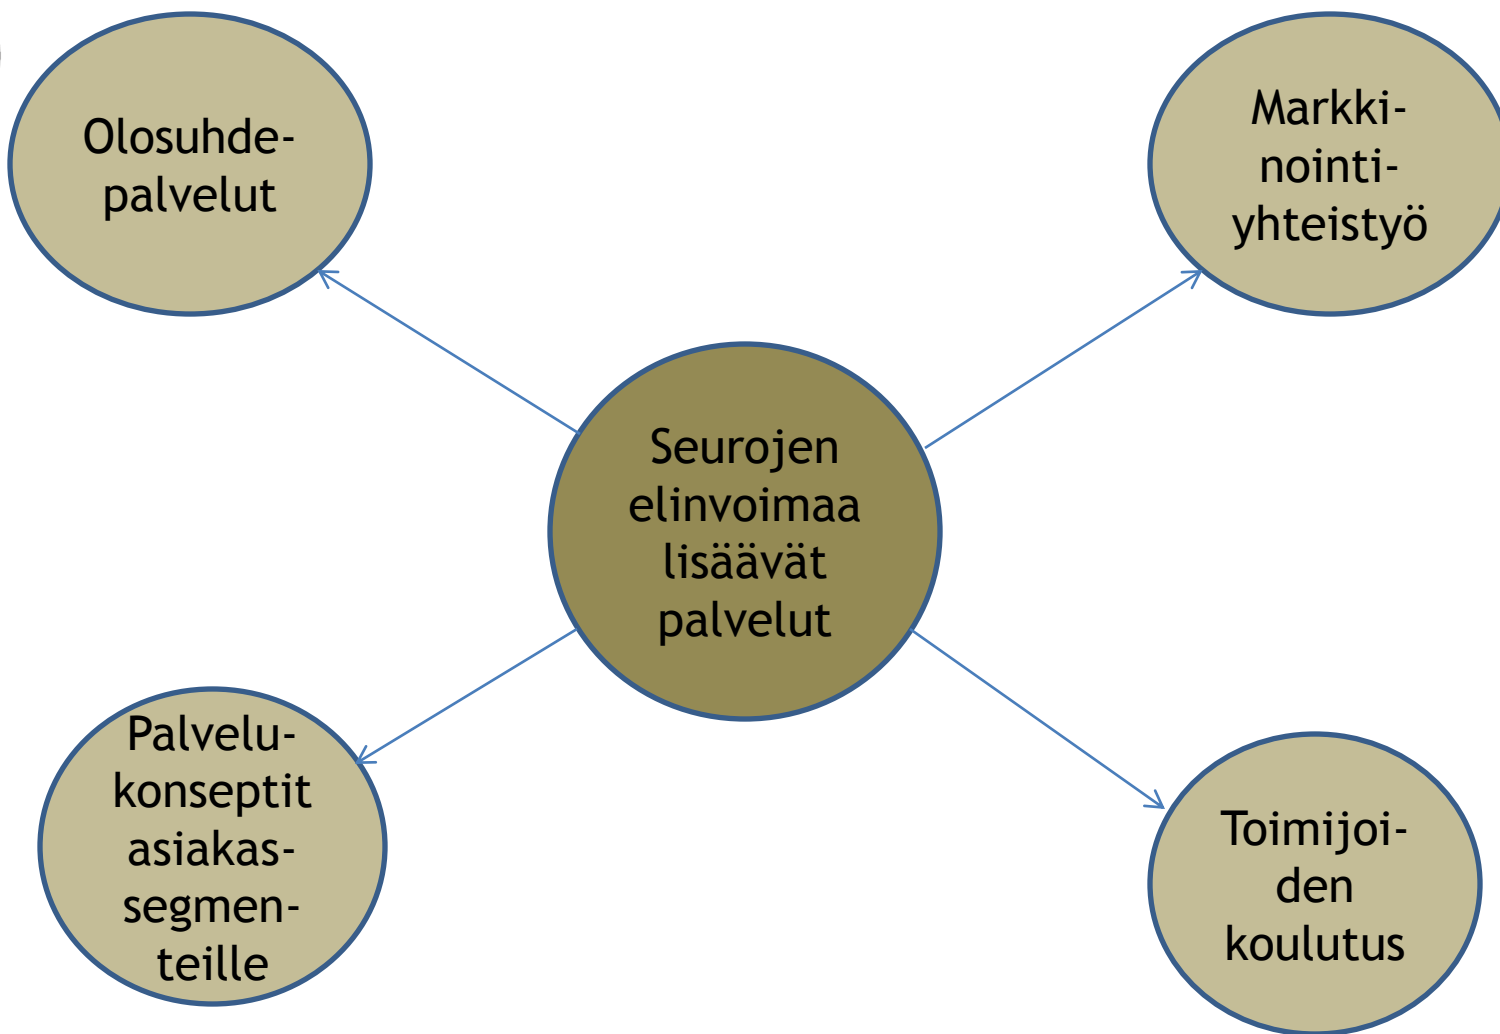 Olosuhde-
palvelut
Markki-
nointi-
yhteistyö
Seurojen
elinvoimaa
lisäävät
palvelut
Palvelu-
konseptit
asiakas-
segmen-
teille
Toimijoi-
den
koulutus